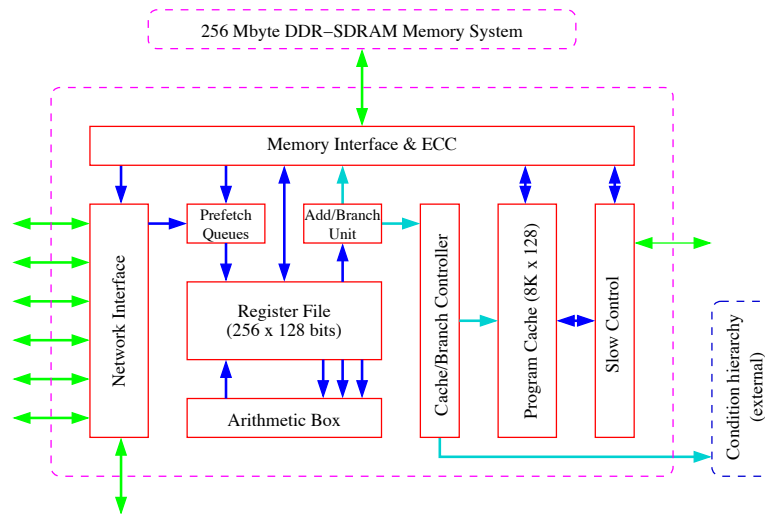 256 Mbyte DDR−SDRAM Memory System
Memory Interface & ECC
Network Interface
Prefetch
Queues
Add/Branch
Unit
Register File
(256 x 128 bits)
Arithmetic Box
Cache/Branch Controller
Program Cache (8K x 128)
Slow Control
Condition hierarchy
(external)